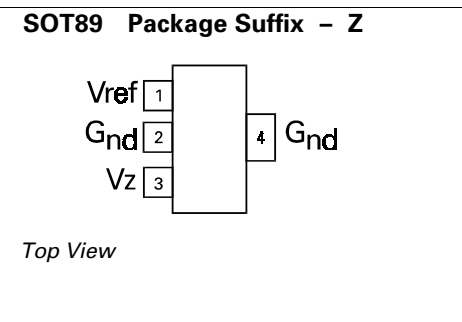 SOT89 Package Suffix – Z
Vref 1
Gnd 2
4 Gnd
Vz 3
Top View